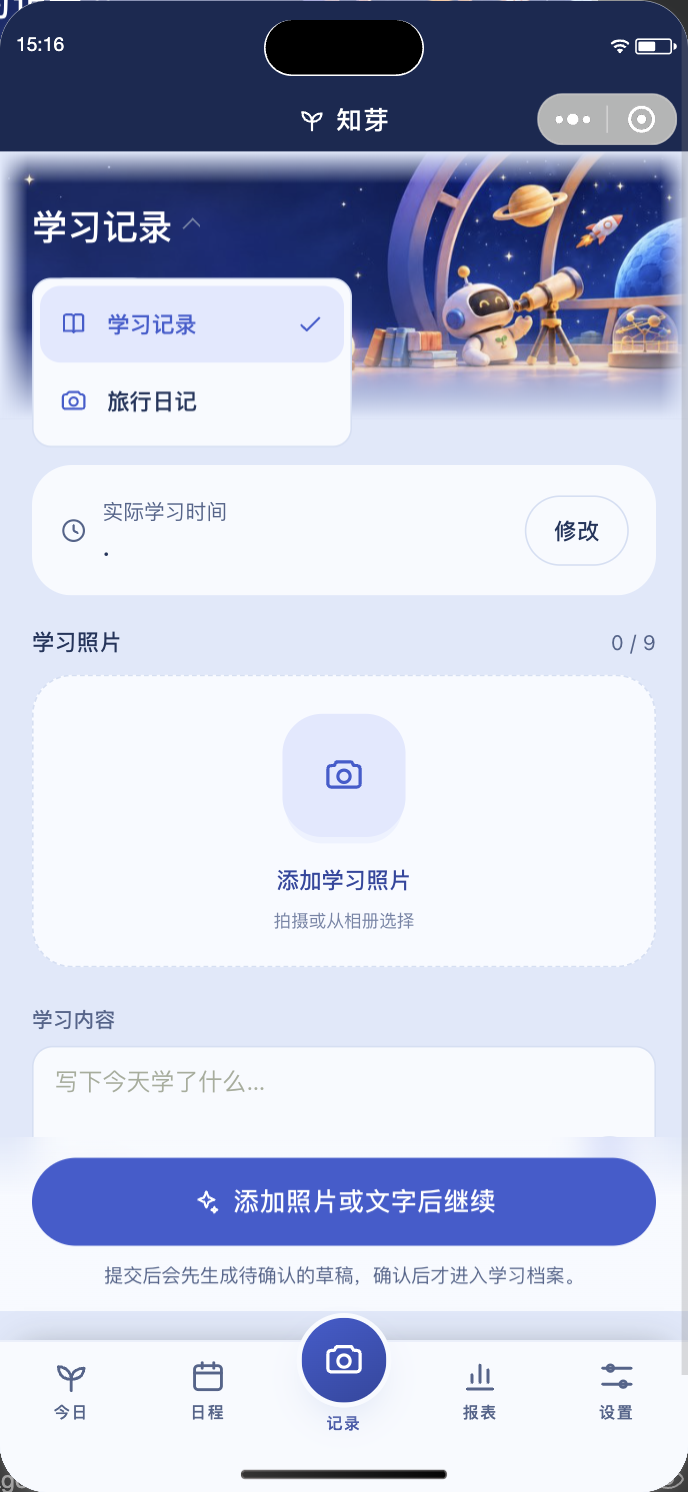 15:16
知芽
学习记录
学习记录
旅行日记
实际学习时间
.
修改
学习照片
0 / 9
添加学习照片
拍摄或从相册选择
学习内容
写下今天学了什么...
添加照片或文字后继续
提交后会先生成待确认的草稿，确认后才进入学习档案。
今日
日程
记录
报表
设置